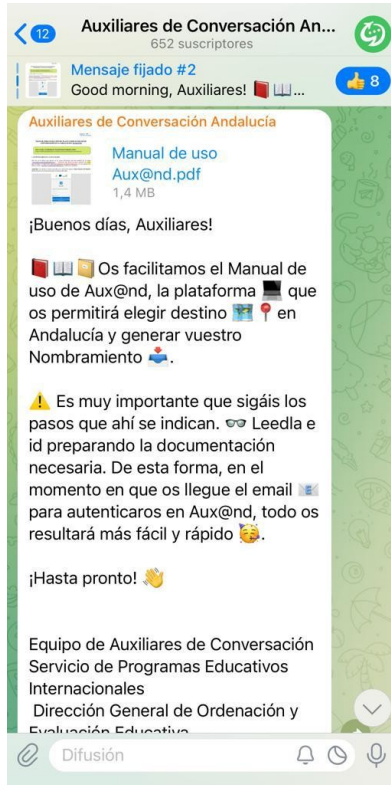 12
Auxiliares de Conversación An...
652 suscriptores
Mensaje fijado #2
Good morning, Auxiliares! 📕 📖...
👍 8
Auxiliares de Conversación Andalucía
Manual de uso
Aux@nd.pdf
1,4 MB
¡Buenos días, Auxiliares!
📕 📖 📔 Os facilitamos el Manual de
uso de Aux@nd, la plataforma 💻 que
os permitirá elegir destino 🗺 📍 en
Andalucía y generar vuestro
Nombramiento 📥.
⚠️ Es muy importante que sigáis los
pasos que ahí se indican. 👓 Leedla e
id preparando la documentación
necesaria. De esta forma, en el
momento en que os llegue el email 📧
para autenticaros en Aux@nd, todo os
resultará más fácil y rápido 🥳.
¡Hasta pronto! 👋
Equipo de Auxiliares de Conversación
Servicio de Programas Educativos
Internacionales
Dirección General de Ordenación y
Evaluación Educativa
Difusión